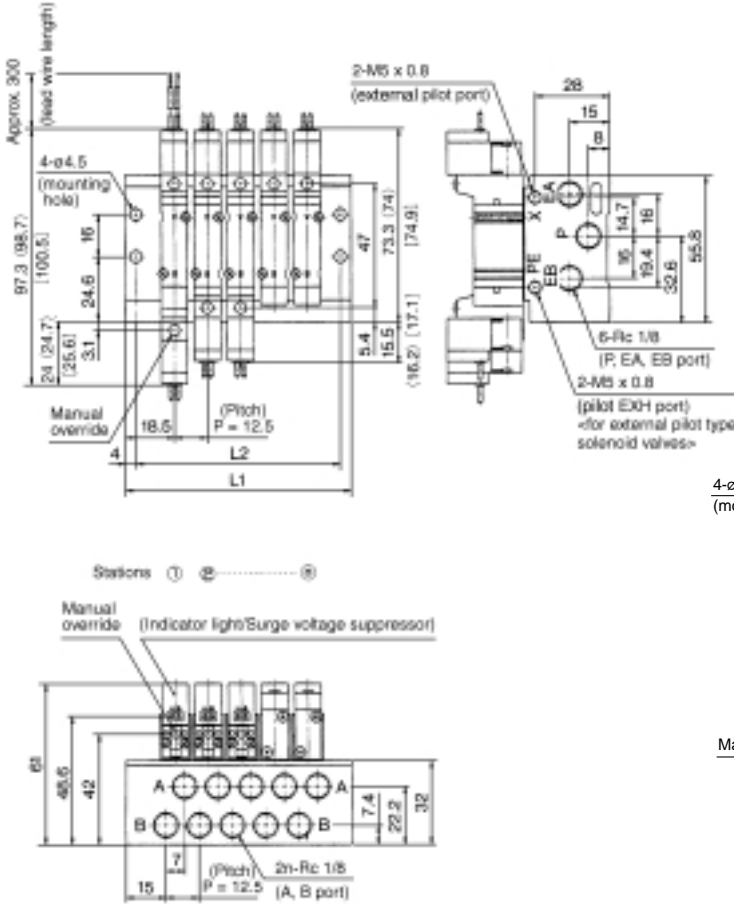 Approx. 300
(lead wire length)
4-ø4.5
(mounting
hole)
97.3 (98.7)
[100.5]
16
24.6
24 (24.7)
[25.6]
3.1
Manual
override
18.5
(Pitch)
P = 12.5
4
L2
L1
47
73.3 (74)
[74.9]
5.4
15.5
(16.2) [17.1]
2-M5 x 0.8
(external pilot port)
28
15
8
EA
X
P
PE
EB
14.7
16
16
19.4
32.6
55.8
6-Rc 1/8
(P, EA, EB port)
2-M5 x 0.8
(pilot EXH port)
<for external pilot type
solenoid valves>
4-ø
(mo
Stations 1
n
Manual
override
(Indicator light/Surge voltage suppressor)
61
48.6
42
A
A
B
B
7.4
22.2
32
7
15
(Pitch)
P = 12.5
2n-Rc 1/8
(A, B port)
Ma